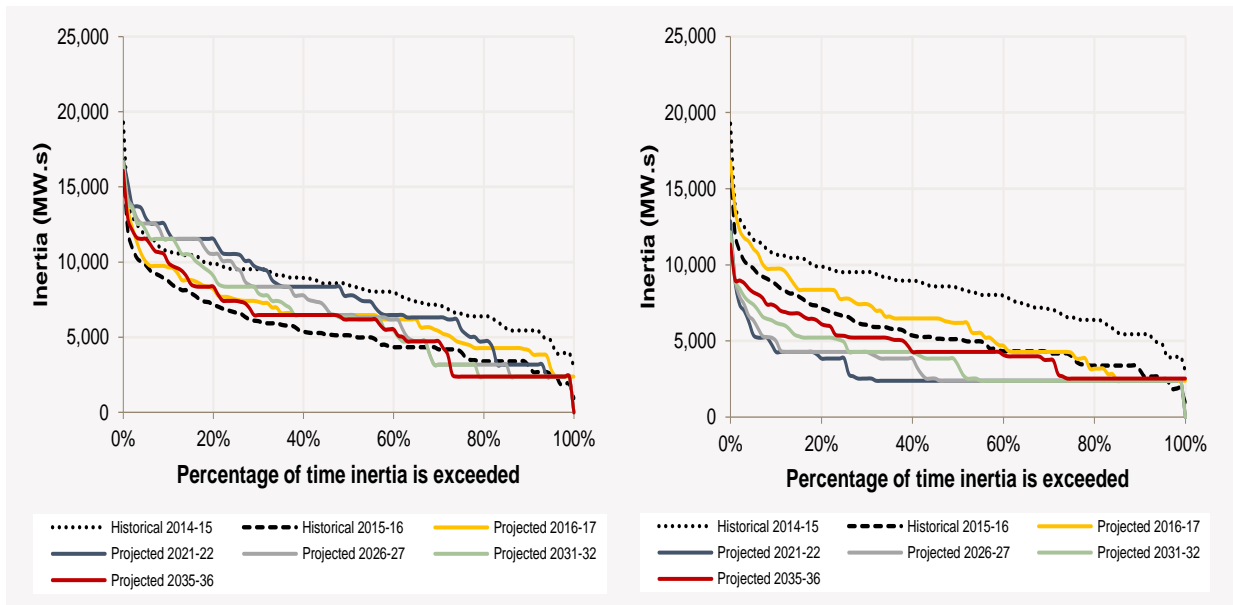 25,000
20,000
15,000
10,000
5,000
0
Inertia (MW.s)
0% 20% 40% 60% 80% 100%
Percentage of time inertia is exceeded
Historical 2014-15 Historical 2015-16 Projected 2016-17
Projected 2021-22 Projected 2026-27 Projected 2031-32
Projected 2035-36
25,000
20,000
15,000
10,000
5,000
0
Inertia (MW.s)
0% 20% 40% 60% 80% 100%
Percentage of time inertia is exceeded
Historical 2014-15 Historical 2015-16 Projected 2016-17
Projected 2021-22 Projected 2026-27 Projected 2031-32
Projected 2035-36